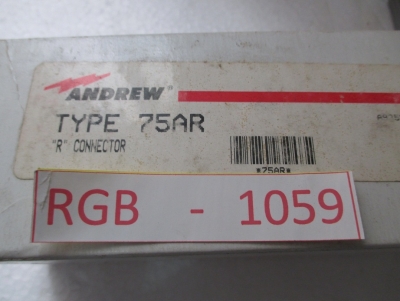 ANDREW®
TYPE 75AR
"R" CONNECTOR
*75AR*
RGB - 1059